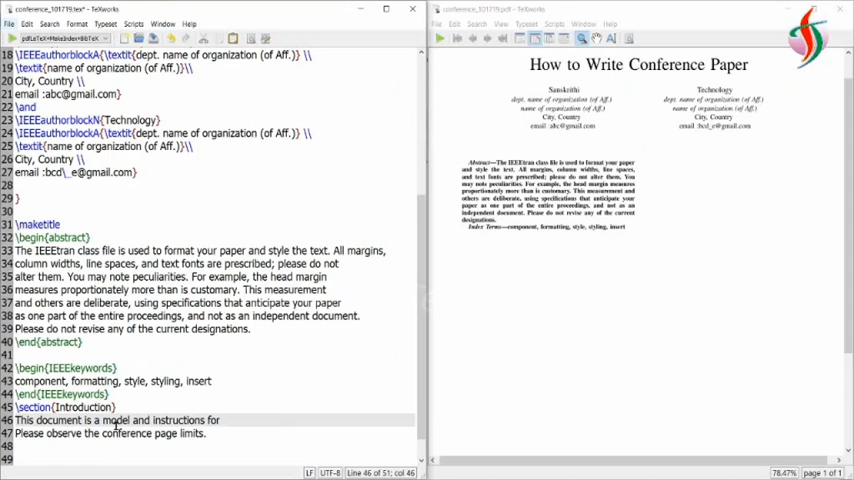 conference_101719.tex* - TeXworks
File Edit Search Format Typeset Scripts Window Help
pdfLaTeX+MakeIndex+BibTeX
18 \IEEEauthorblockA{\textit{dept. name of organization (of Aff.)} \\
19 \textit{name of organization (of Aff.)}\\
20 City, Country \\
21 email :abc@gmail.com}
22 \and
23 \IEEEauthorblockN{Technology}
24 \IEEEauthorblockA{\textit{dept. name of organization (of Aff.)} \\
25 \textit{name of organization (of Aff.)}\\
26 City, Country \\
27 email :bcd\_e@gmail.com}
28
29 }
30
31 \maketitle
32 \begin{abstract}
33 The IEEEtran class file is used to format your paper and style the text. All margins,
34 column widths, line spaces, and text fonts are prescribed; please do not
35 alter them. You may note peculiarities. For example, the head margin
36 measures proportionately more than is customary. This measurement
37 and others are deliberate, using specifications that anticipate your paper
38 as one part of the entire proceedings, and not as an independent document.
39 Please do not revise any of the current designations.
40 \end{abstract}
41
42 \begin{IEEEkeywords}
43 component, formatting, style, styling, insert
44 \end{IEEEkeywords}
45 \section{Introduction}
46 This document is a model and instructions for
47 Please observe the conference page limits.
48
49
LF UTF-8 Line 46 of 51; col 46
conference_101719.pdf - TeXworks
File Edit Search View Typeset Scripts Window Help
How to Write Conference Paper
Sanskrithi
dept. name of organization (of Aff.)
name of organization (of Aff.)
City, Country
email :abc@gmail.com
Technology
dept. name of organization (of Aff.)
name of organization (of Aff.)
City, Country
email :bcd_e@gmail.com
Abstract—The IEEEtran class file is used to format your paper
and style the text. All margins, column widths, line spaces,
and text fonts are prescribed; please do not alter them. You
may note peculiarities. For example, the head margin measures
proportionately more than is customary. This measurement and
others are deliberate, using specifications that anticipate your
paper as one part of the entire proceedings, and not as an
independent document. Please do not revise any of the current
designations.
Index Terms—component, formatting, style, styling, insert
78.47% page 1 of 1